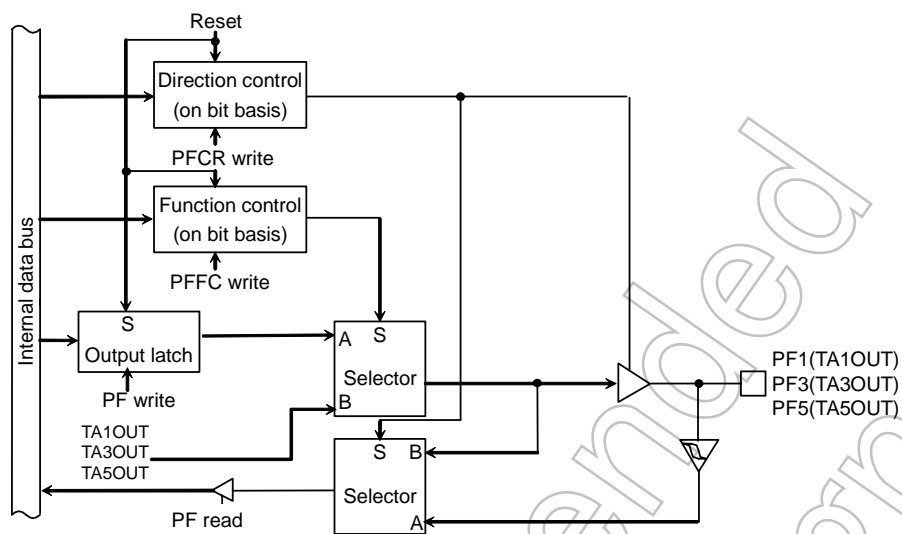 Reset
Direction control
(on bit basis)
PFCR write
Function control
(on bit basis)
PFFC write
Internal data bus
S
Output latch
PF write
A
S
Selector
B
TA1OUT
TA3OUT
TA5OUT
S
B
Selector
A
PF read
PF1(TA1OUT)
PF3(TA3OUT)
PF5(TA5OUT)